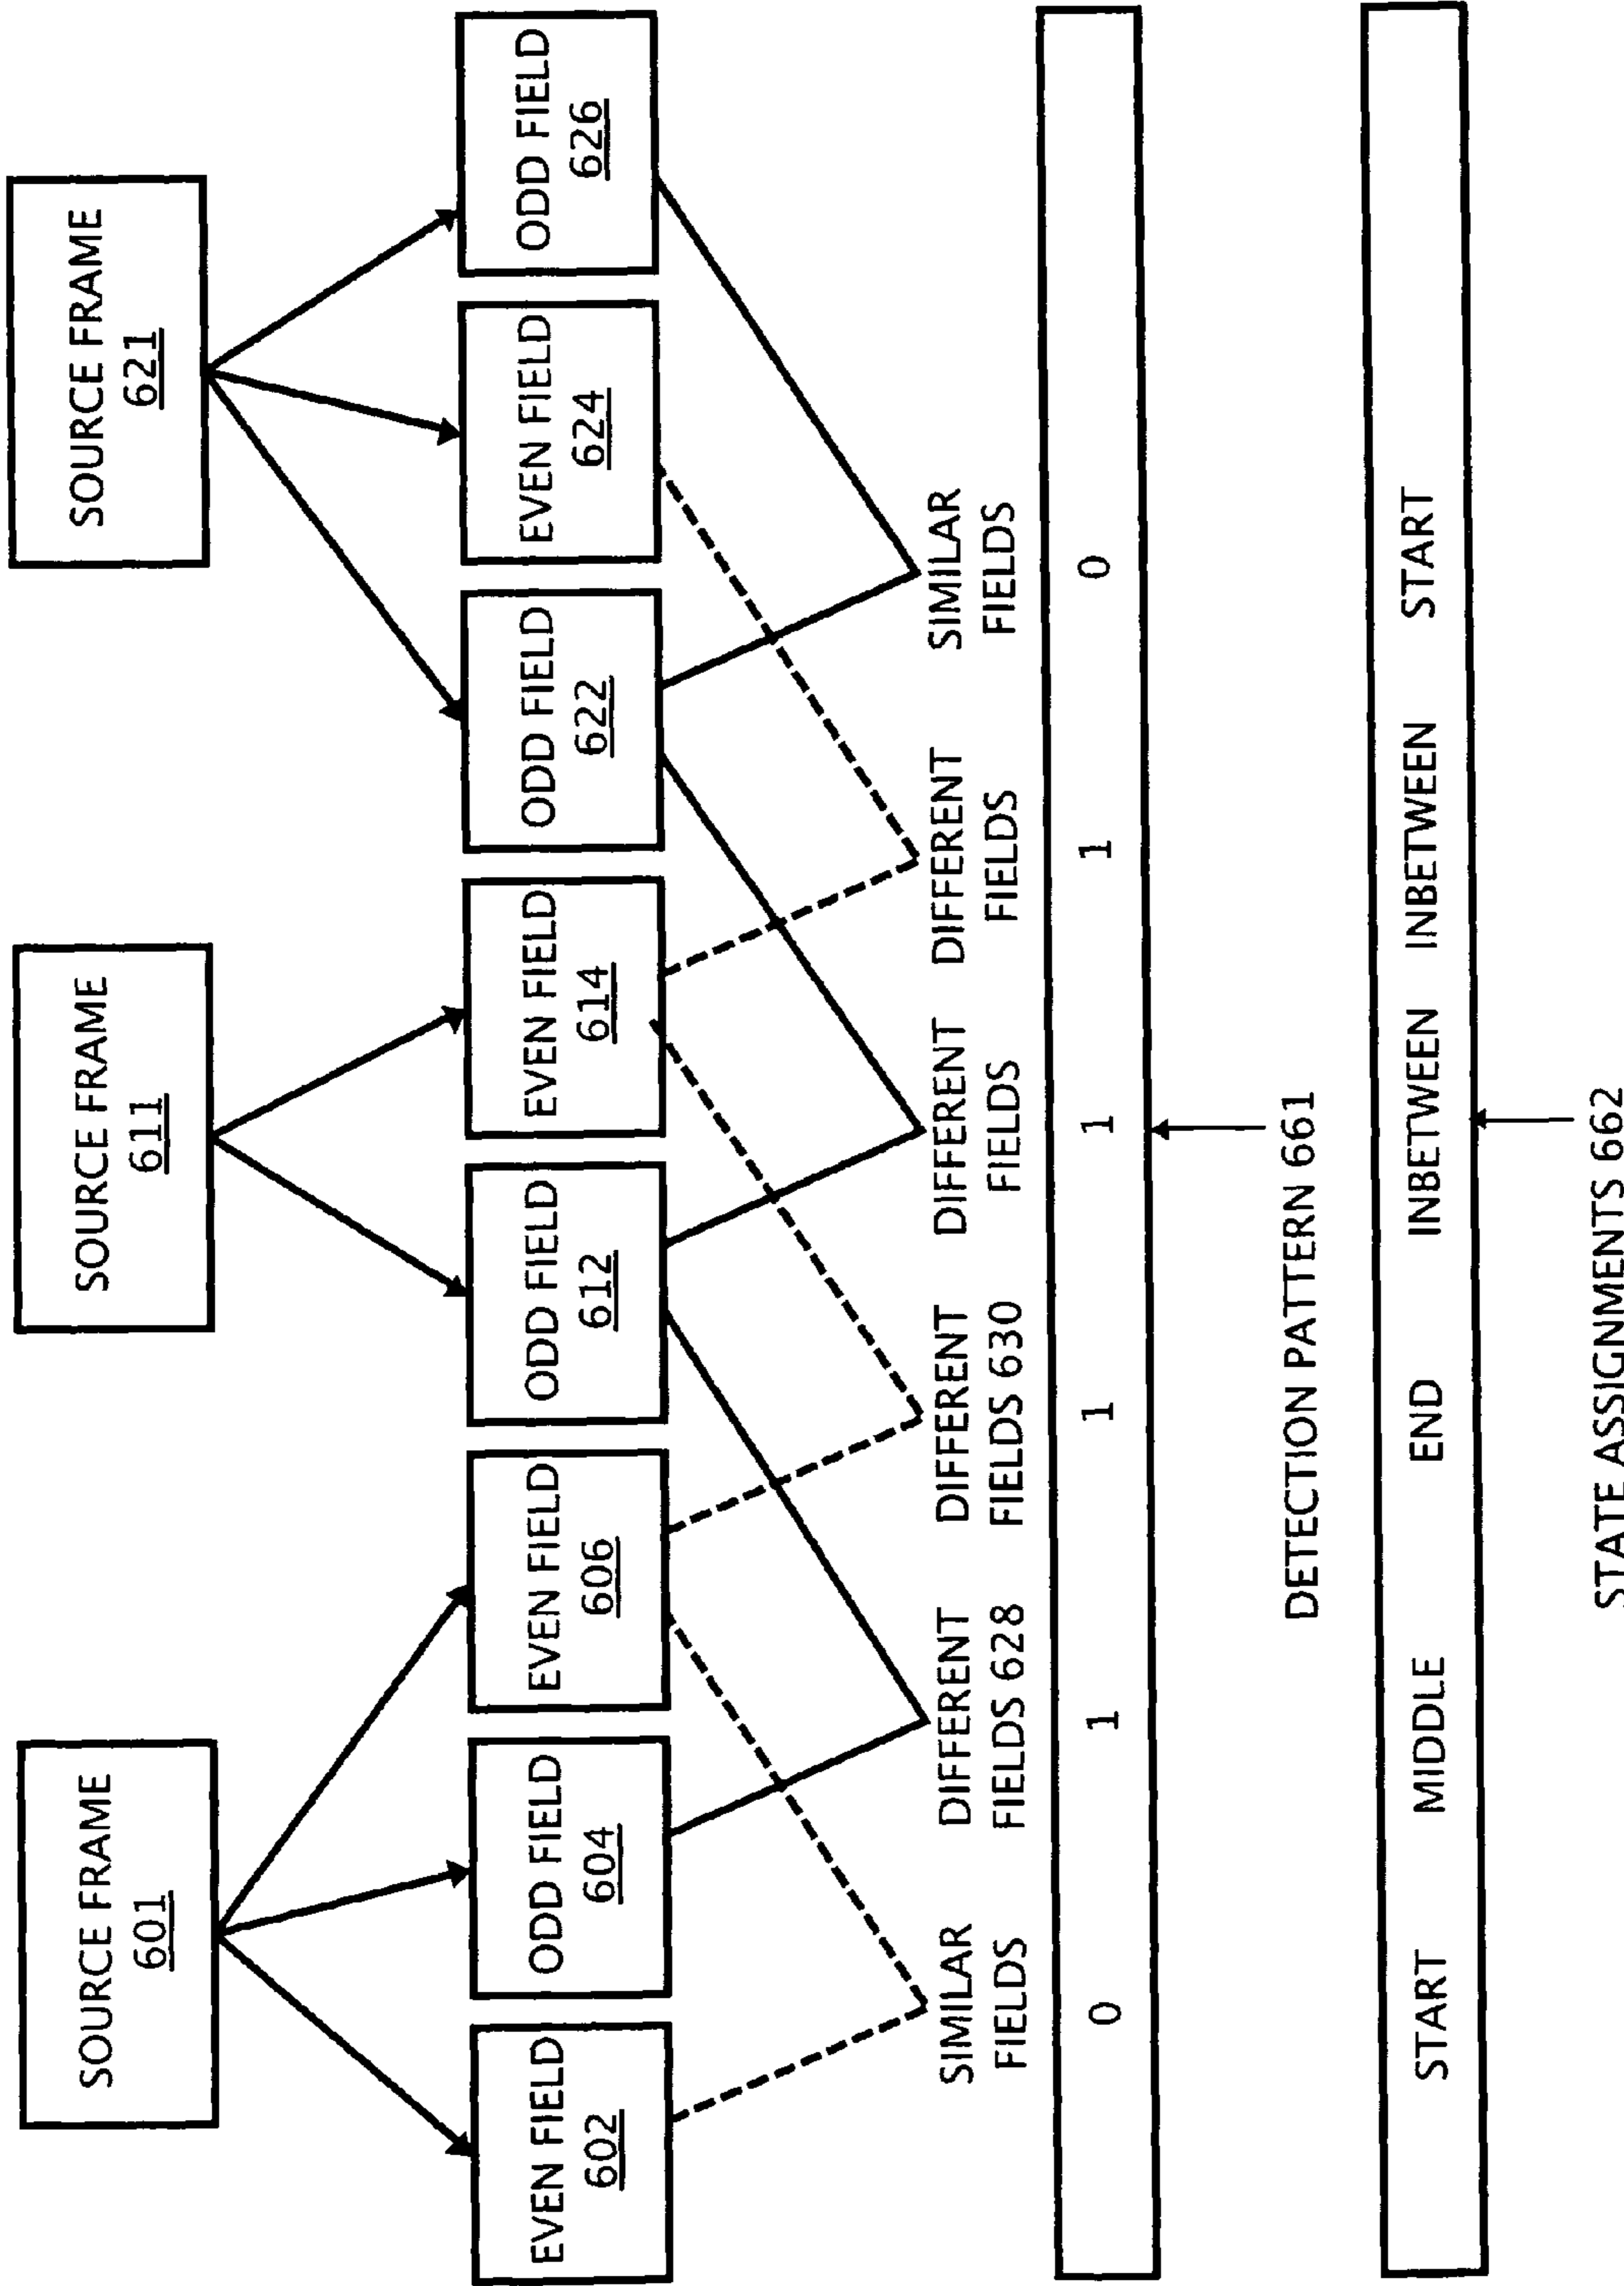 SOURCE FRAME
601
SOURCE FRAME
611
SOURCE FRAME
621
EVEN FIELD
602
ODD FIELD
604
EVEN FIELD
606
ODD FIELD
612
EVEN FIELD
614
ODD FIELD
622
EVEN FIELD
624
ODD FIELD
626
SIMILAR
FIELDS
DIFFERENT
FIELDS 628
DIFFERENT
FIELDS 630
DIFFERENT
FIELDS
DIFFERENT
FIELDS
SIMILAR
FIELDS
0 1 1 1 1 0
DETECTION PATTERN 661
START MIDDLE END INBETWEEN INBETWEEN START
STATE ASSIGNMENTS 662